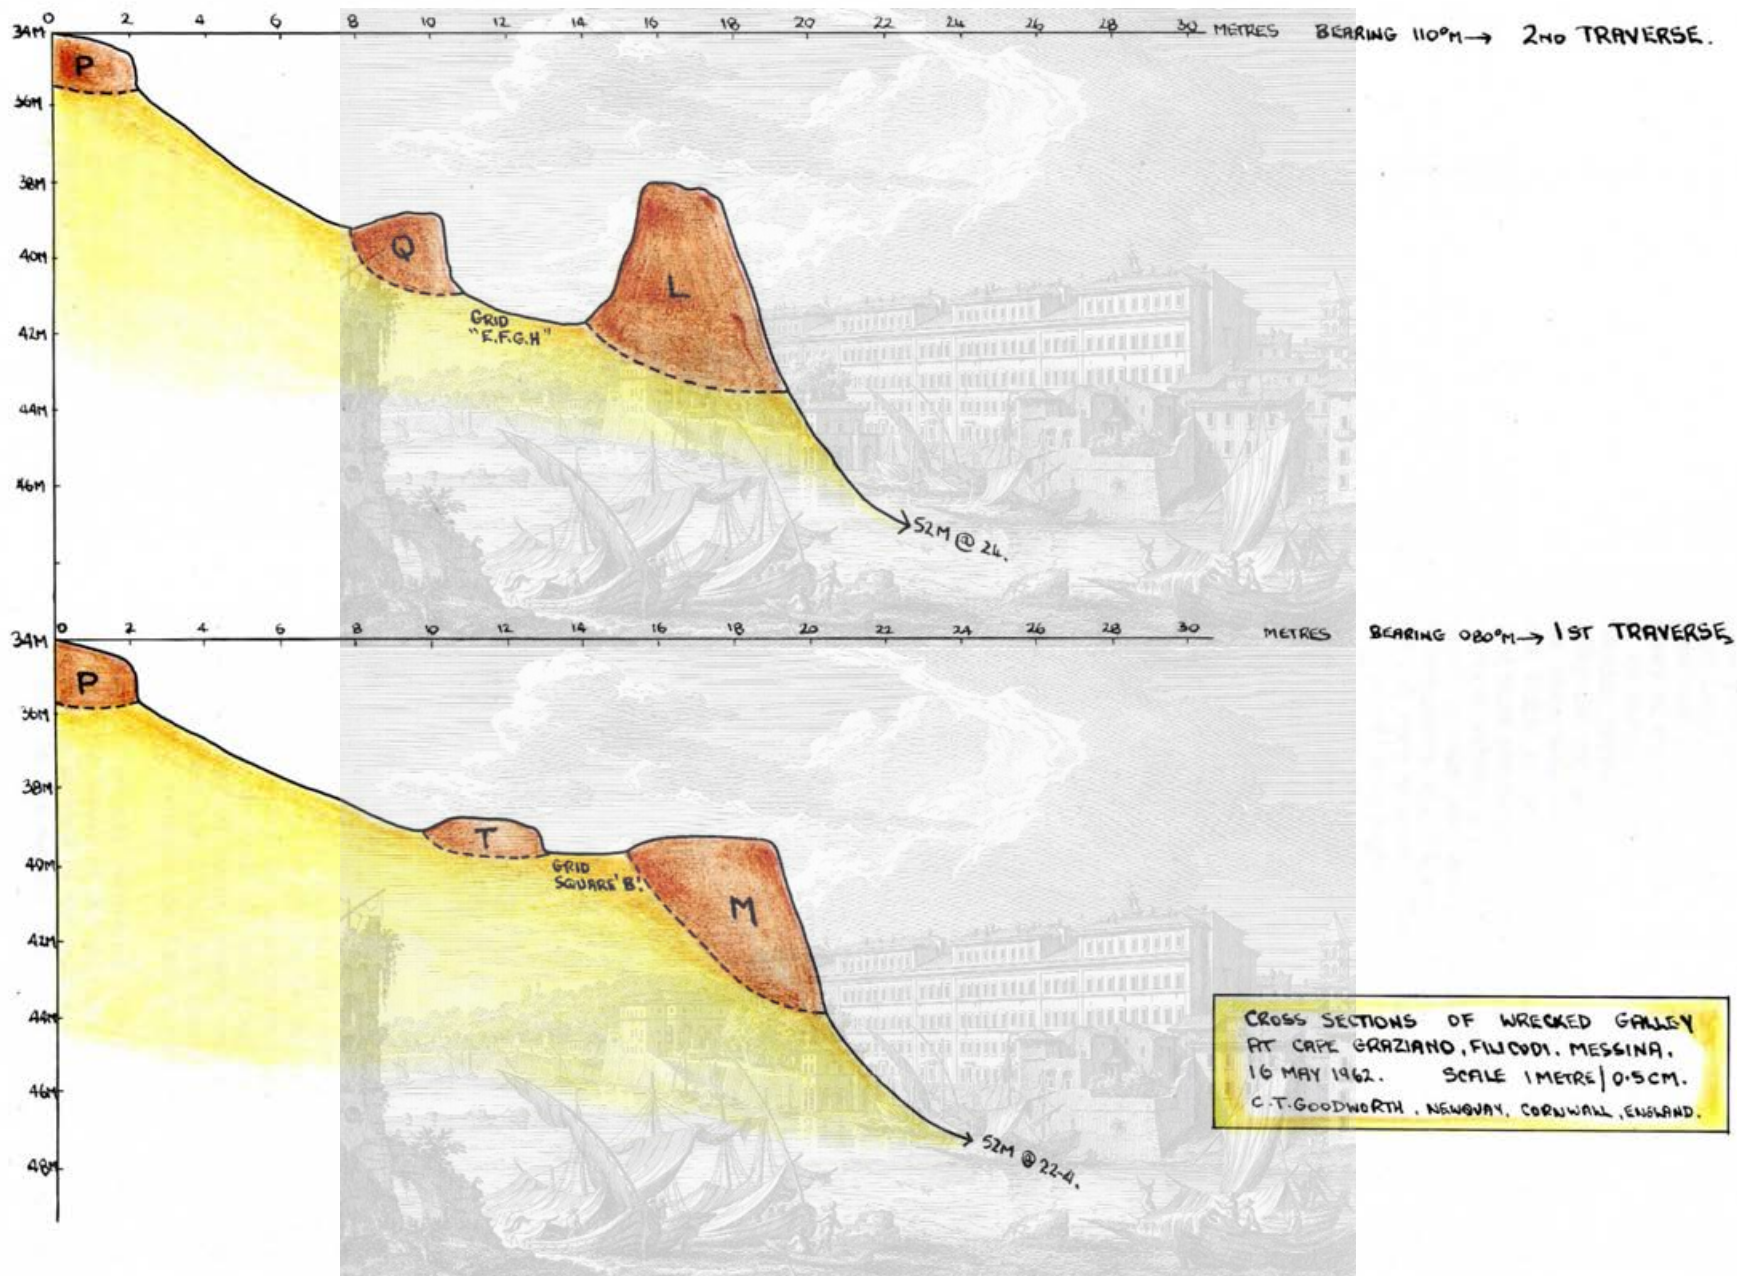 0 2 4 6 8 10 12 14 16 18 20 22 24 26 28 30 METRES BEARING 110°M→ 2ND TRAVERSE.
34M
P
36M
38M
Q
40M
L
GRID
"E.F.G.H"
42M
44M
46M
52M @ 24.
0 2 4 6 8 10 12 14 16 18 20 22 24 26 28 30 METRES BEARING 080°M→ 1ST TRAVERSE,
34M
P
36M
38M
T
40M
GRID
SQUARE 'B'.
M
42M
44M
46M
52M @ 22-4.
48M
CROSS SECTIONS OF WRECKED GALLEY
AT CAPE GRAZIANO, FILICUDI. MESSINA.
16 MAY 1962. SCALE 1 METRE/0.5CM.
C.T. GOODWORTH, NEWQUAY, CORNWALL, ENGLAND.